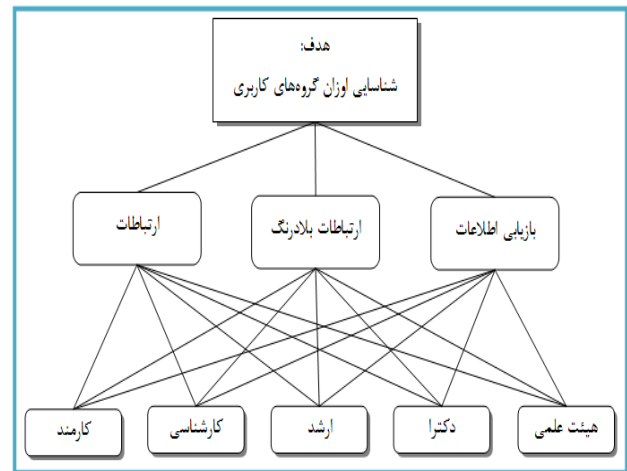 هدف:
شناسایی اوزان گروه‌های کاربری
بازیابی اطلاعات
ارتباطات بلادرنگ
ارتباطات
هیئت علمی
دکترا
ارشد
کارشناسی
کارمند